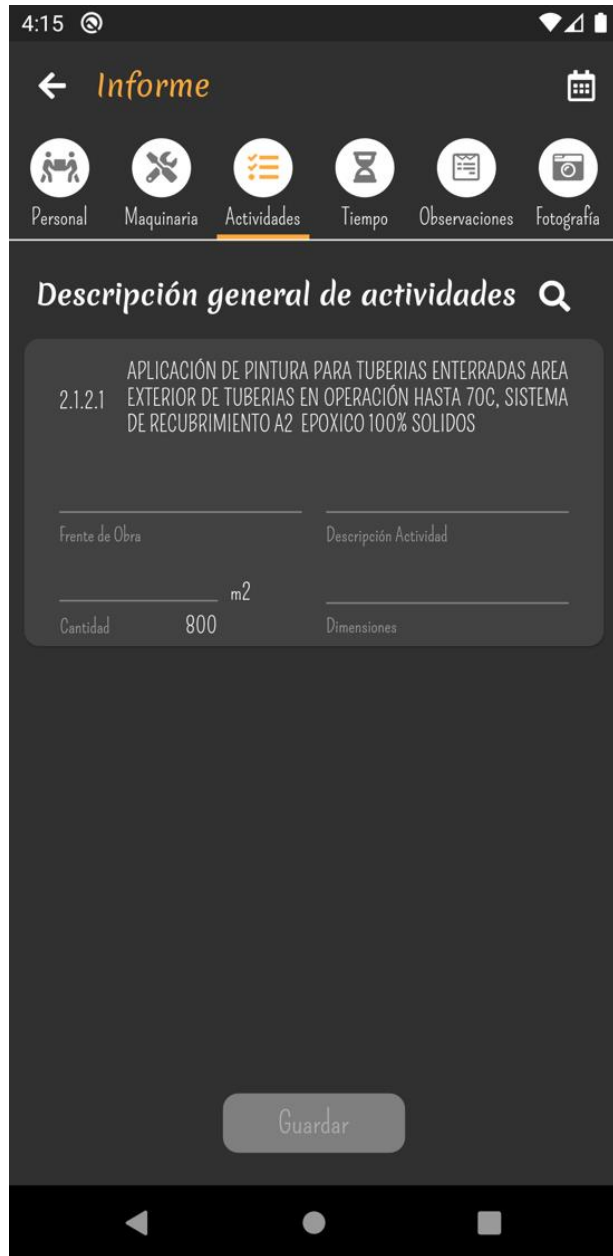 4:15
Informe
Personal Maquinaria Actividades Tiempo Observaciones Fotografía
Descripción general de actividades
APLICACIÓN DE PINTURA PARA TUBERIAS ENTERRADAS AREA
2.1.2.1 EXTERIOR DE TUBERIAS EN OPERACIÓN HASTA 70C, SISTEMA
DE RECUBRIMIENTO A2 EPOXICO 100% SOLIDOS
Frente de Obra Descripción Actividad
m2
Cantidad 800 Dimensiones
Guardar